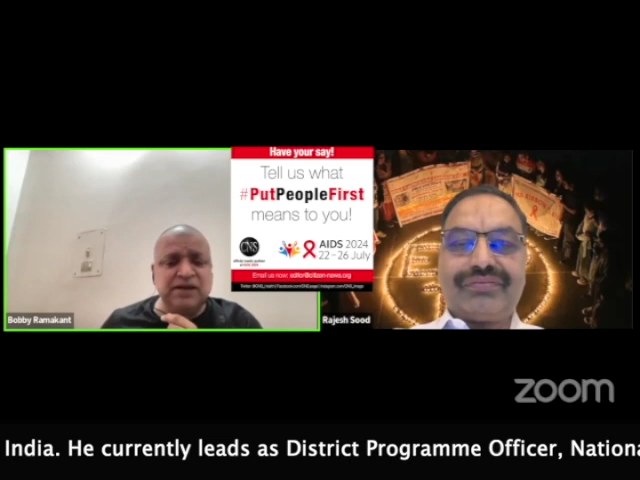 Have your say!
Tell us what
#PutPeopleFirst
means to you!
CNS
AIDS 2024
22 – 26 July
Email us now: editor@citizen-news.org
Bobby Ramakant
Rajesh Sood
zoom
India. He currently leads as District Programme Officer, Nationa